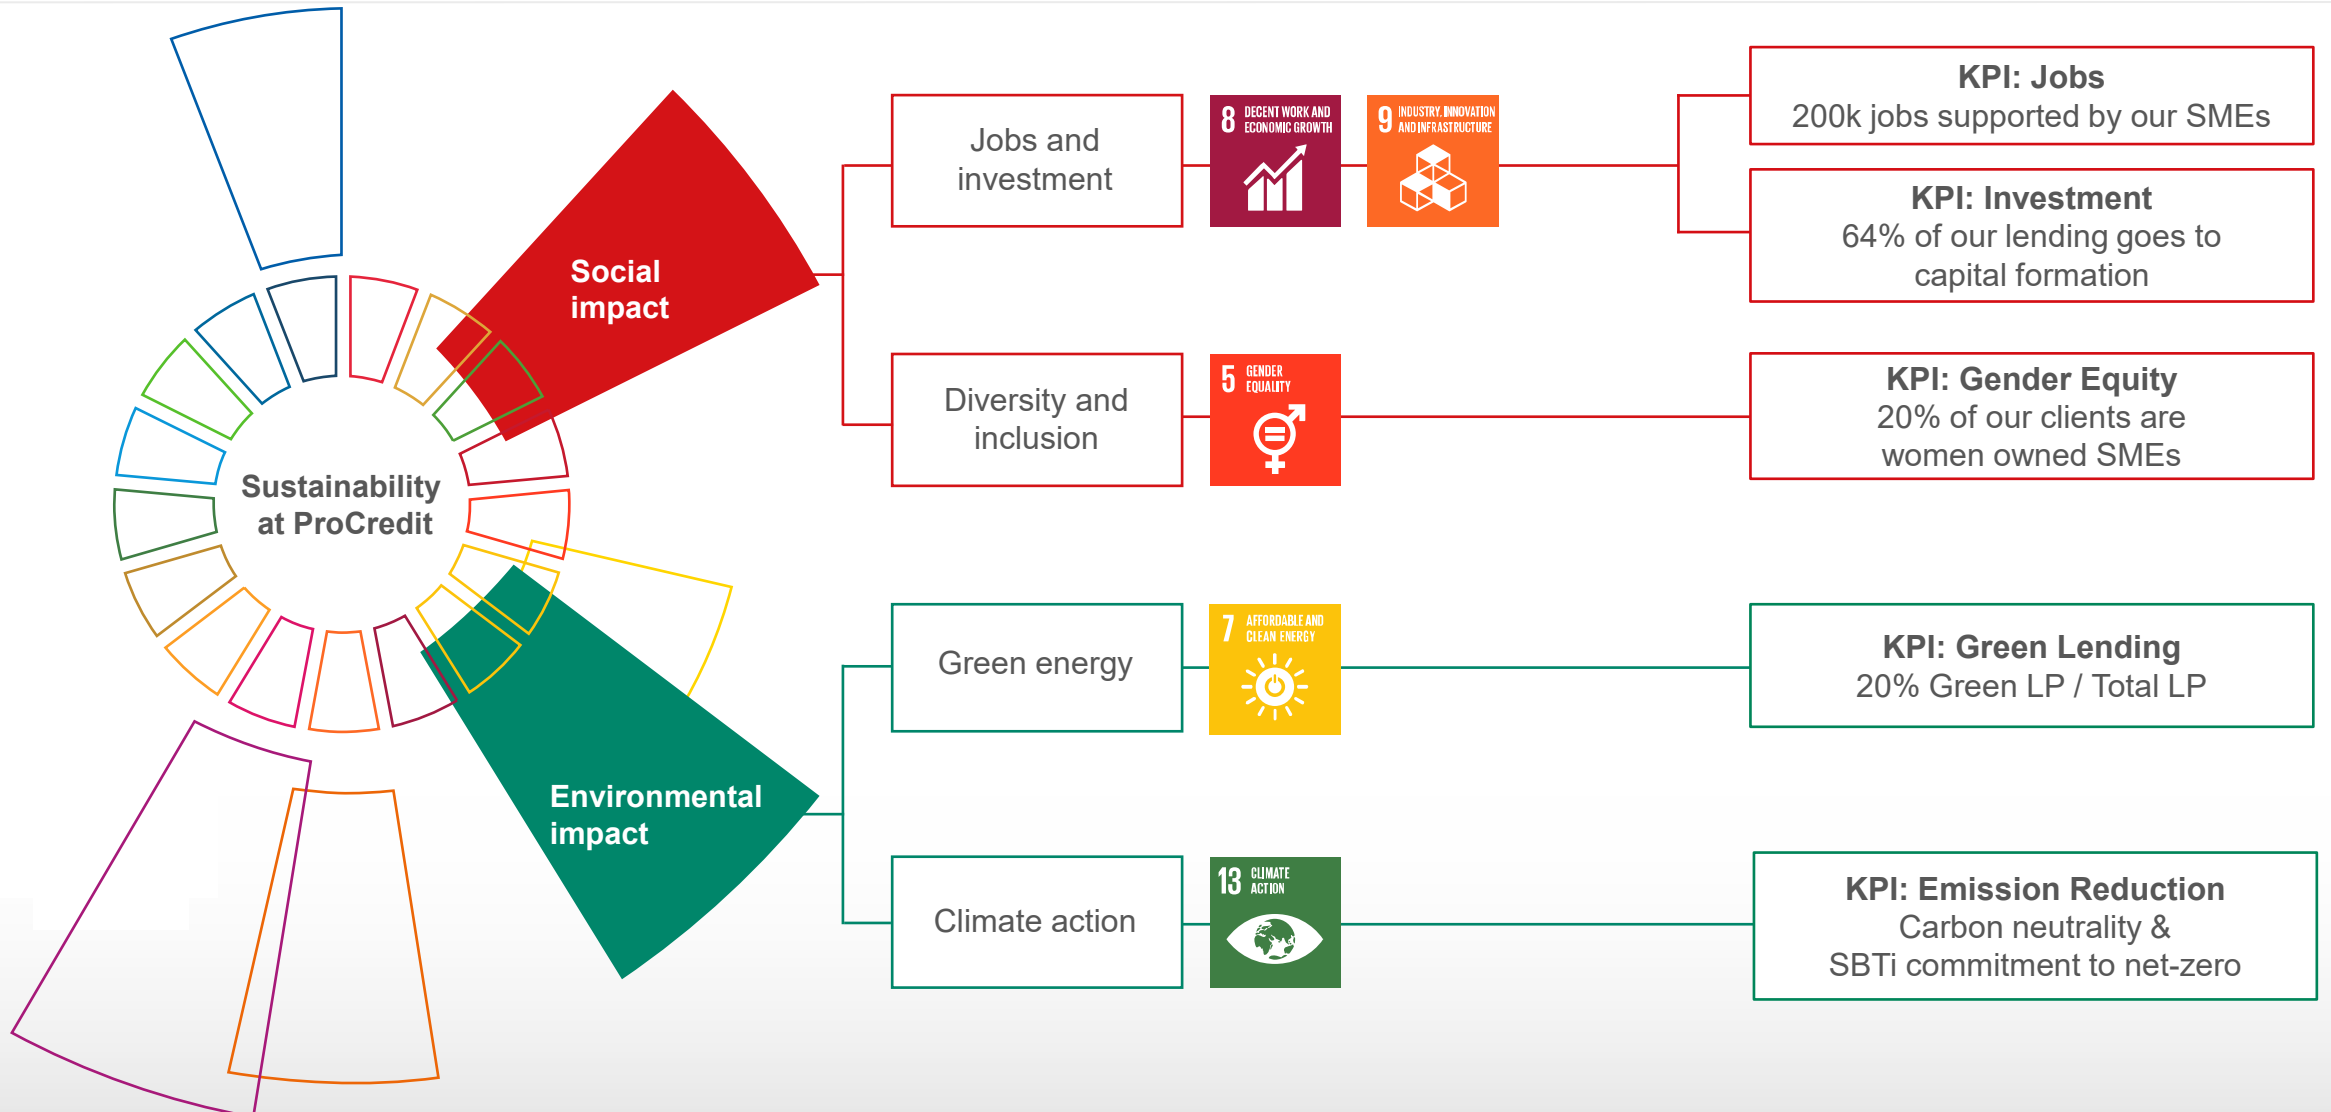 Sustainability
at ProCredit
Social
impact
Jobs and
investment
8 DECENT WORK AND
ECONOMIC GROWTH
9 INDUSTRY, INNOVATION
AND INFRASTRUCTURE
KPI: Jobs
200k jobs supported by our SMEs
KPI: Investment
64% of our lending goes to
capital formation
Diversity and
inclusion
5 GENDER
EQUALITY
KPI: Gender Equity
20% of our clients are
women owned SMEs
Environmental
impact
Green energy
7 AFFORDABLE AND
CLEAN ENERGY
KPI: Green Lending
20% Green LP / Total LP
Climate action
13 CLIMATE
ACTION
KPI: Emission Reduction
Carbon neutrality &
SBTi commitment to net-zero